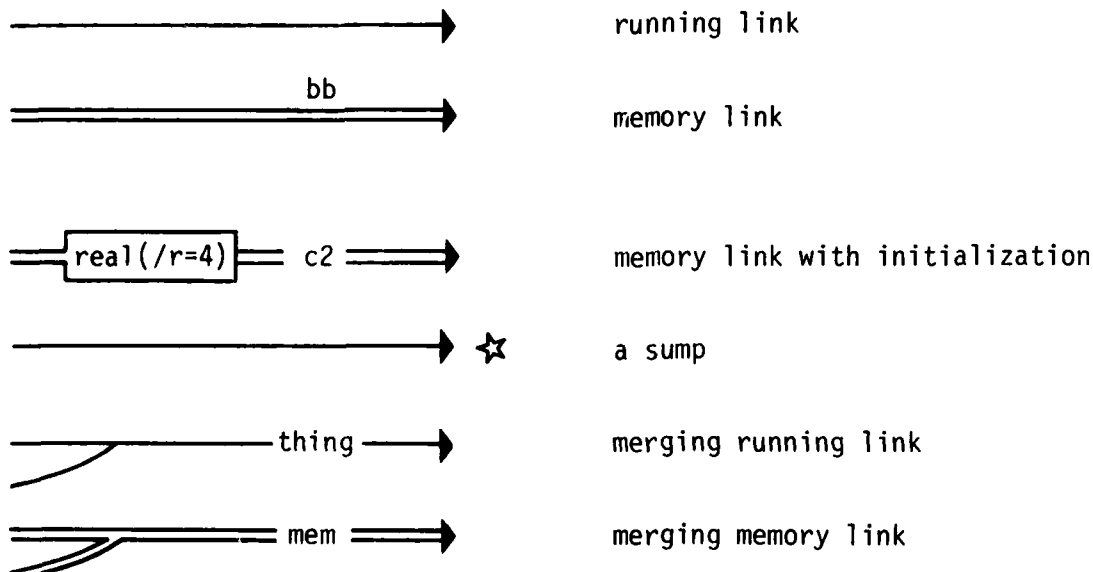 running link
bb
memory link
real(/r=4) c2 memory link with initialization
a sump
thing merging running link
mem merging memory link